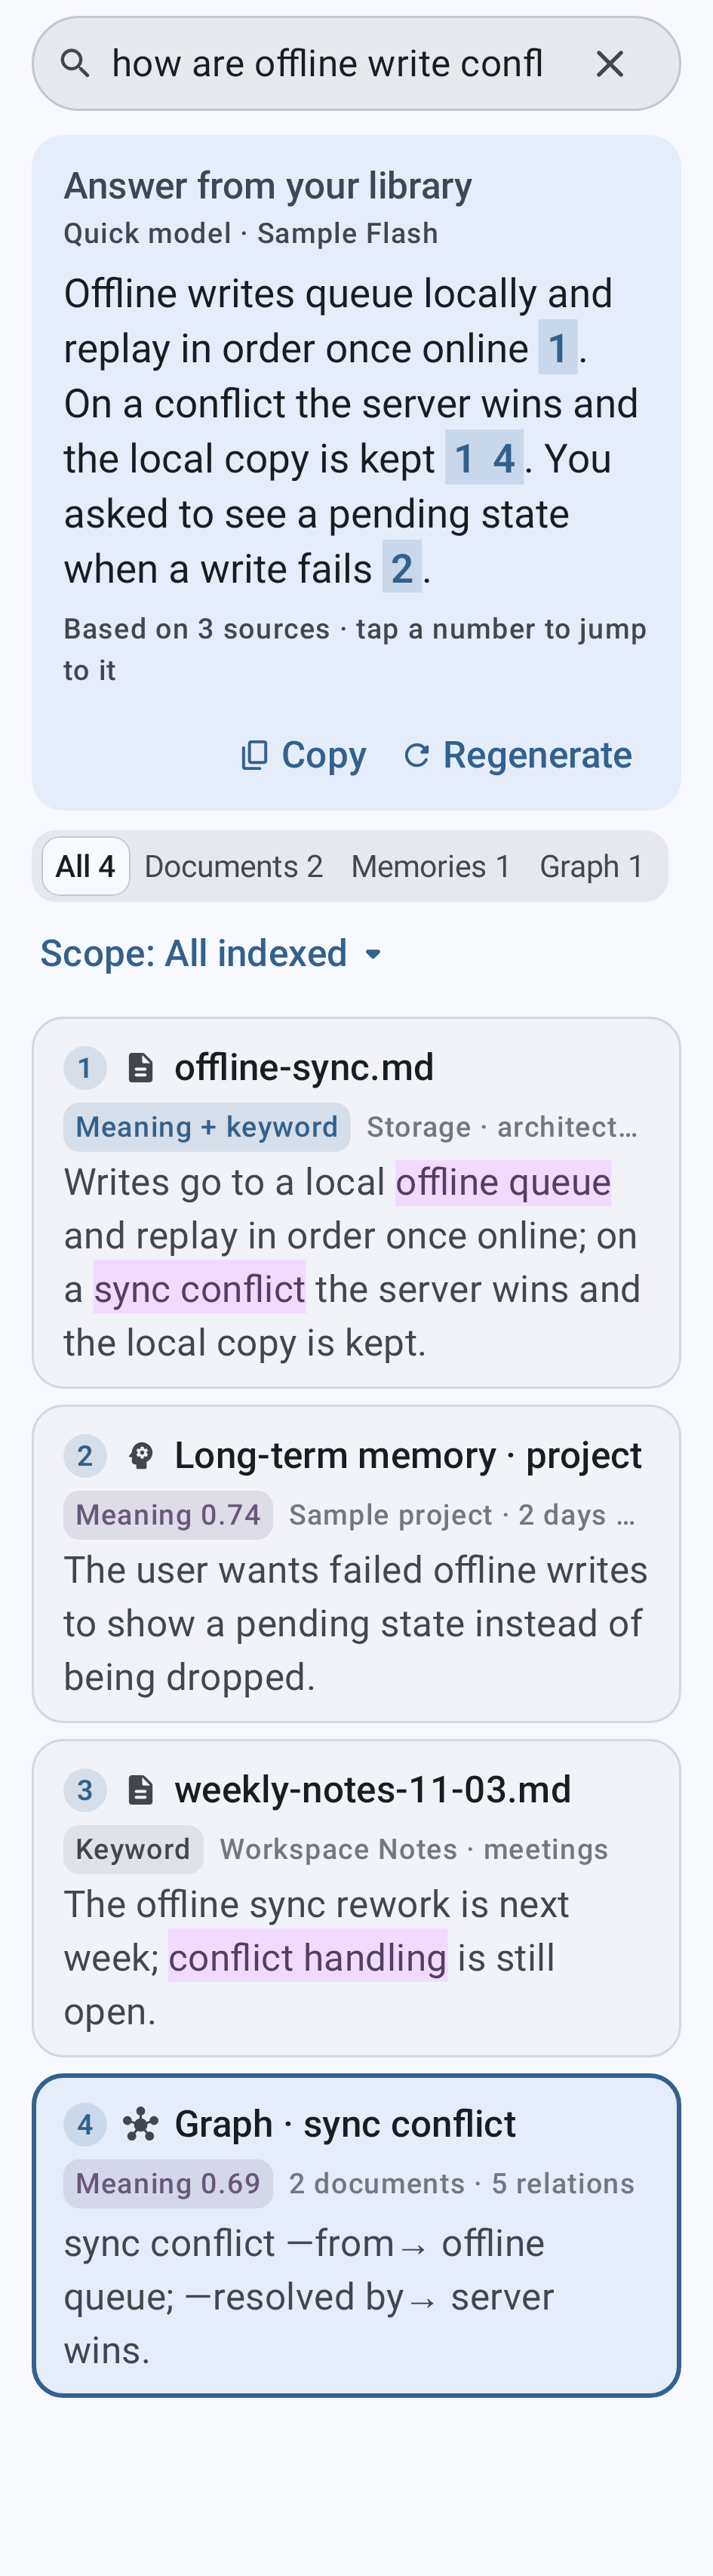 how are offline write confl
Answer from your library
Quick model · Sample Flash
Offline writes queue locally and
replay in order once online 1.
On a conflict the server wins and
the local copy is kept 1 4. You
asked to see a pending state
when a write fails 2.
Based on 3 sources · tap a number to jump
to it
Copy Regenerate
All 4 Documents 2 Memories 1 Graph 1
Scope: All indexed
1 offline-sync.md
Meaning + keyword Storage · architect…
Writes go to a local offline queue
and replay in order once online; on
a sync conflict the server wins and
the local copy is kept.
2 Long-term memory · project
Meaning 0.74 Sample project · 2 days …
The user wants failed offline writes
to show a pending state instead of
being dropped.
3 weekly-notes-11-03.md
Keyword Workspace Notes · meetings
The offline sync rework is next
week; conflict handling is still
open.
4 Graph · sync conflict
Meaning 0.69 2 documents · 5 relations
sync conflict —from→ offline
queue; —resolved by→ server
wins.